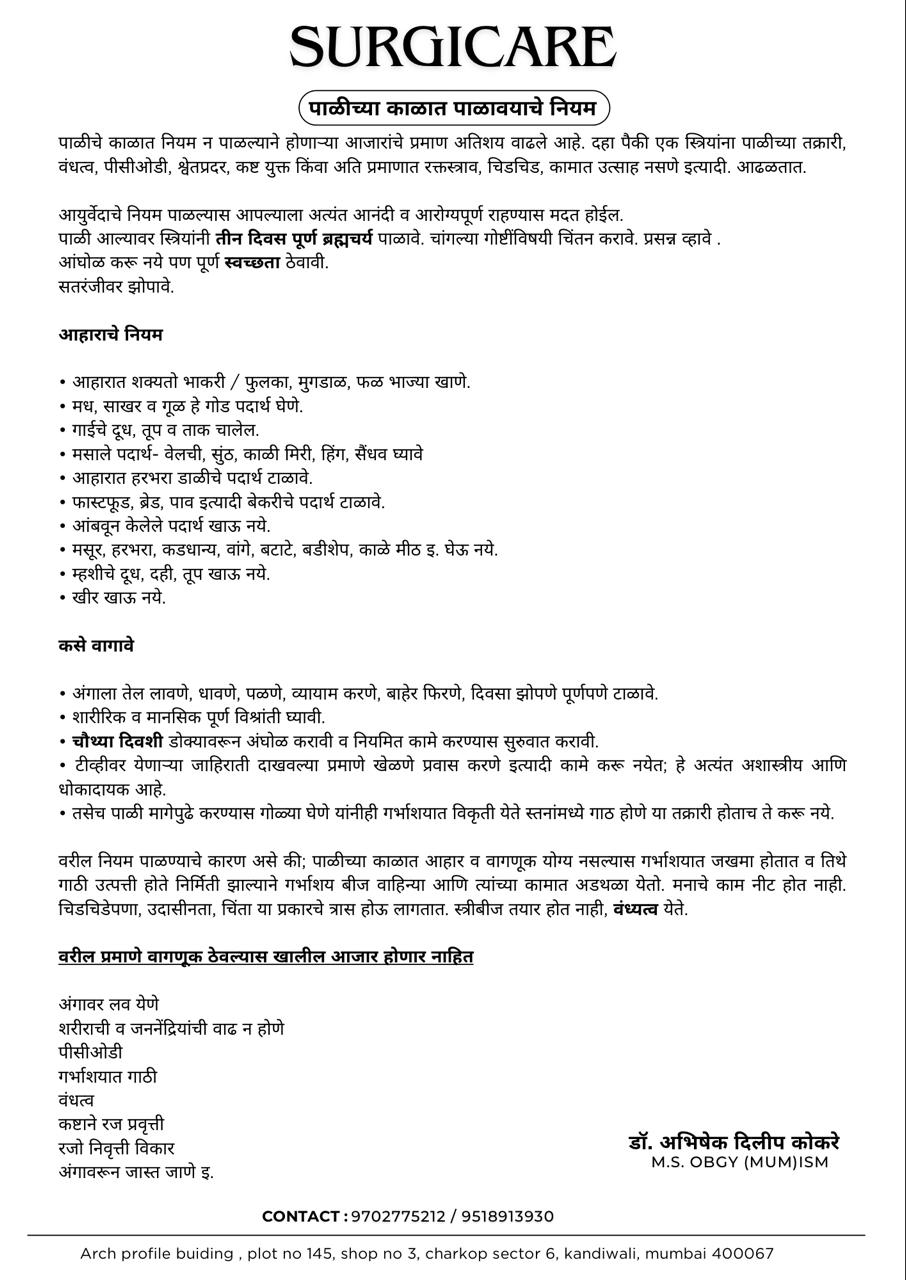 SURGICARE
पाळीच्या काळात पाळावयाचे नियम
पाळीचे काळात नियम न पाळल्याने होणाऱ्या आजारांचे प्रमाण अतिशय वाढले आहे. दहा पैकी एक स्त्रियांना पाळीच्या तक्रारी,
वंधत्व, पीसीओडी, श्वेतप्रदर, कष्ट युक्त किंवा अति प्रमाणात रक्तस्त्राव, चिडचिड, कामात उत्साह नसणे इत्यादी. आढळतात.
आयुर्वेदाचे नियम पाळल्यास आपल्याला अत्यंत आनंदी व आरोग्यपूर्ण राहण्यास मदत होईल.
पाळी आल्यावर स्त्रियांनी तीन दिवस पूर्ण ब्रह्मचर्य पाळावे. चांगल्या गोष्टींविषयी चिंतन करावे. प्रसन्न व्हावे .
आंघोळ करू नये पण पूर्ण स्वच्छता ठेवावी.
सतरंजीवर झोपावे.
आहाराचे नियम
• आहारात शक्यतो भाकरी / फुलका, मुगडाळ, फळ भाज्या खाणे.
• मध, साखर व गूळ हे गोड पदार्थ घेणे.
• गाईचे दूध, तूप व ताक चालेल.
• मसाले पदार्थ- वेलची, सुंठ, काळी मिरी, हिंग, सैंधव घ्यावे
• आहारात हरभरा डाळीचे पदार्थ टाळावे.
• फास्टफूड, ब्रेड, पाव इत्यादी बेकरीचे पदार्थ टाळावे.
• आंबवून केलेले पदार्थ खाऊ नये.
• मसूर, हरभरा, कडधान्य, वांगे, बटाटे, बडीशेप, काळे मीठ इ. घेऊ नये.
• म्हशीचे दूध, दही, तूप खाऊ नये.
• खीर खाऊ नये.
कसे वागावे
• अंगाला तेल लावणे, धावणे, पळणे, व्यायाम करणे, बाहेर फिरणे, दिवसा झोपणे पूर्णपणे टाळावे.
• शारीरिक व मानसिक पूर्ण विश्रांती घ्यावी.
• चौथ्या दिवशी डोक्यावरून अंघोळ करावी व नियमित कामे करण्यास सुरुवात करावी.
• टीव्हीवर येणाऱ्या जाहिराती दाखवल्या प्रमाणे खेळणे प्रवास करणे इत्यादी कामे करू नयेत; हे अत्यंत अशास्त्रीय आणि
धोकादायक आहे.
• तसेच पाळी मागेपुढे करण्यास गोळ्या घेणे यांनीही गर्भाशयात विकृती येते स्तनांमध्ये गाठ होणे या तक्रारी होताच ते करू नये.
वरील नियम पाळण्याचे कारण असे की; पाळीच्या काळात आहार व वागणूक योग्य नसल्यास गर्भाशयात जखमा होतात व तिथे
गाठी उत्पत्ती होते निर्मिती झाल्याने गर्भाशय बीज वाहिन्या आणि त्यांच्या कामात अडथळा येतो. मनाचे काम नीट होत नाही.
चिडचिडेपणा, उदासीनता, चिंता या प्रकारचे त्रास होऊ लागतात. स्त्रीबीज तयार होत नाही, वंध्यत्व येते.
वरील प्रमाणे वागणूक ठेवल्यास खालील आजार होणार नाहित
अंगावर लव येणे
शरीराची व जननेंद्रियांची वाढ न होणे
पीसीओडी
गर्भाशयात गाठी
वंधत्व
कष्टाने रज प्रवृत्ती
रजो निवृत्ती विकार
अंगावरून जास्त जाणे इ.
डॉ. अभिषेक दिलीप कोकरे
M.S. OBGY (MUM)ISM
CONTACT : 9702775212 / 9518913930
Arch profile buiding , plot no 145, shop no 3, charkop sector 6, kandiwali, mumbai 400067